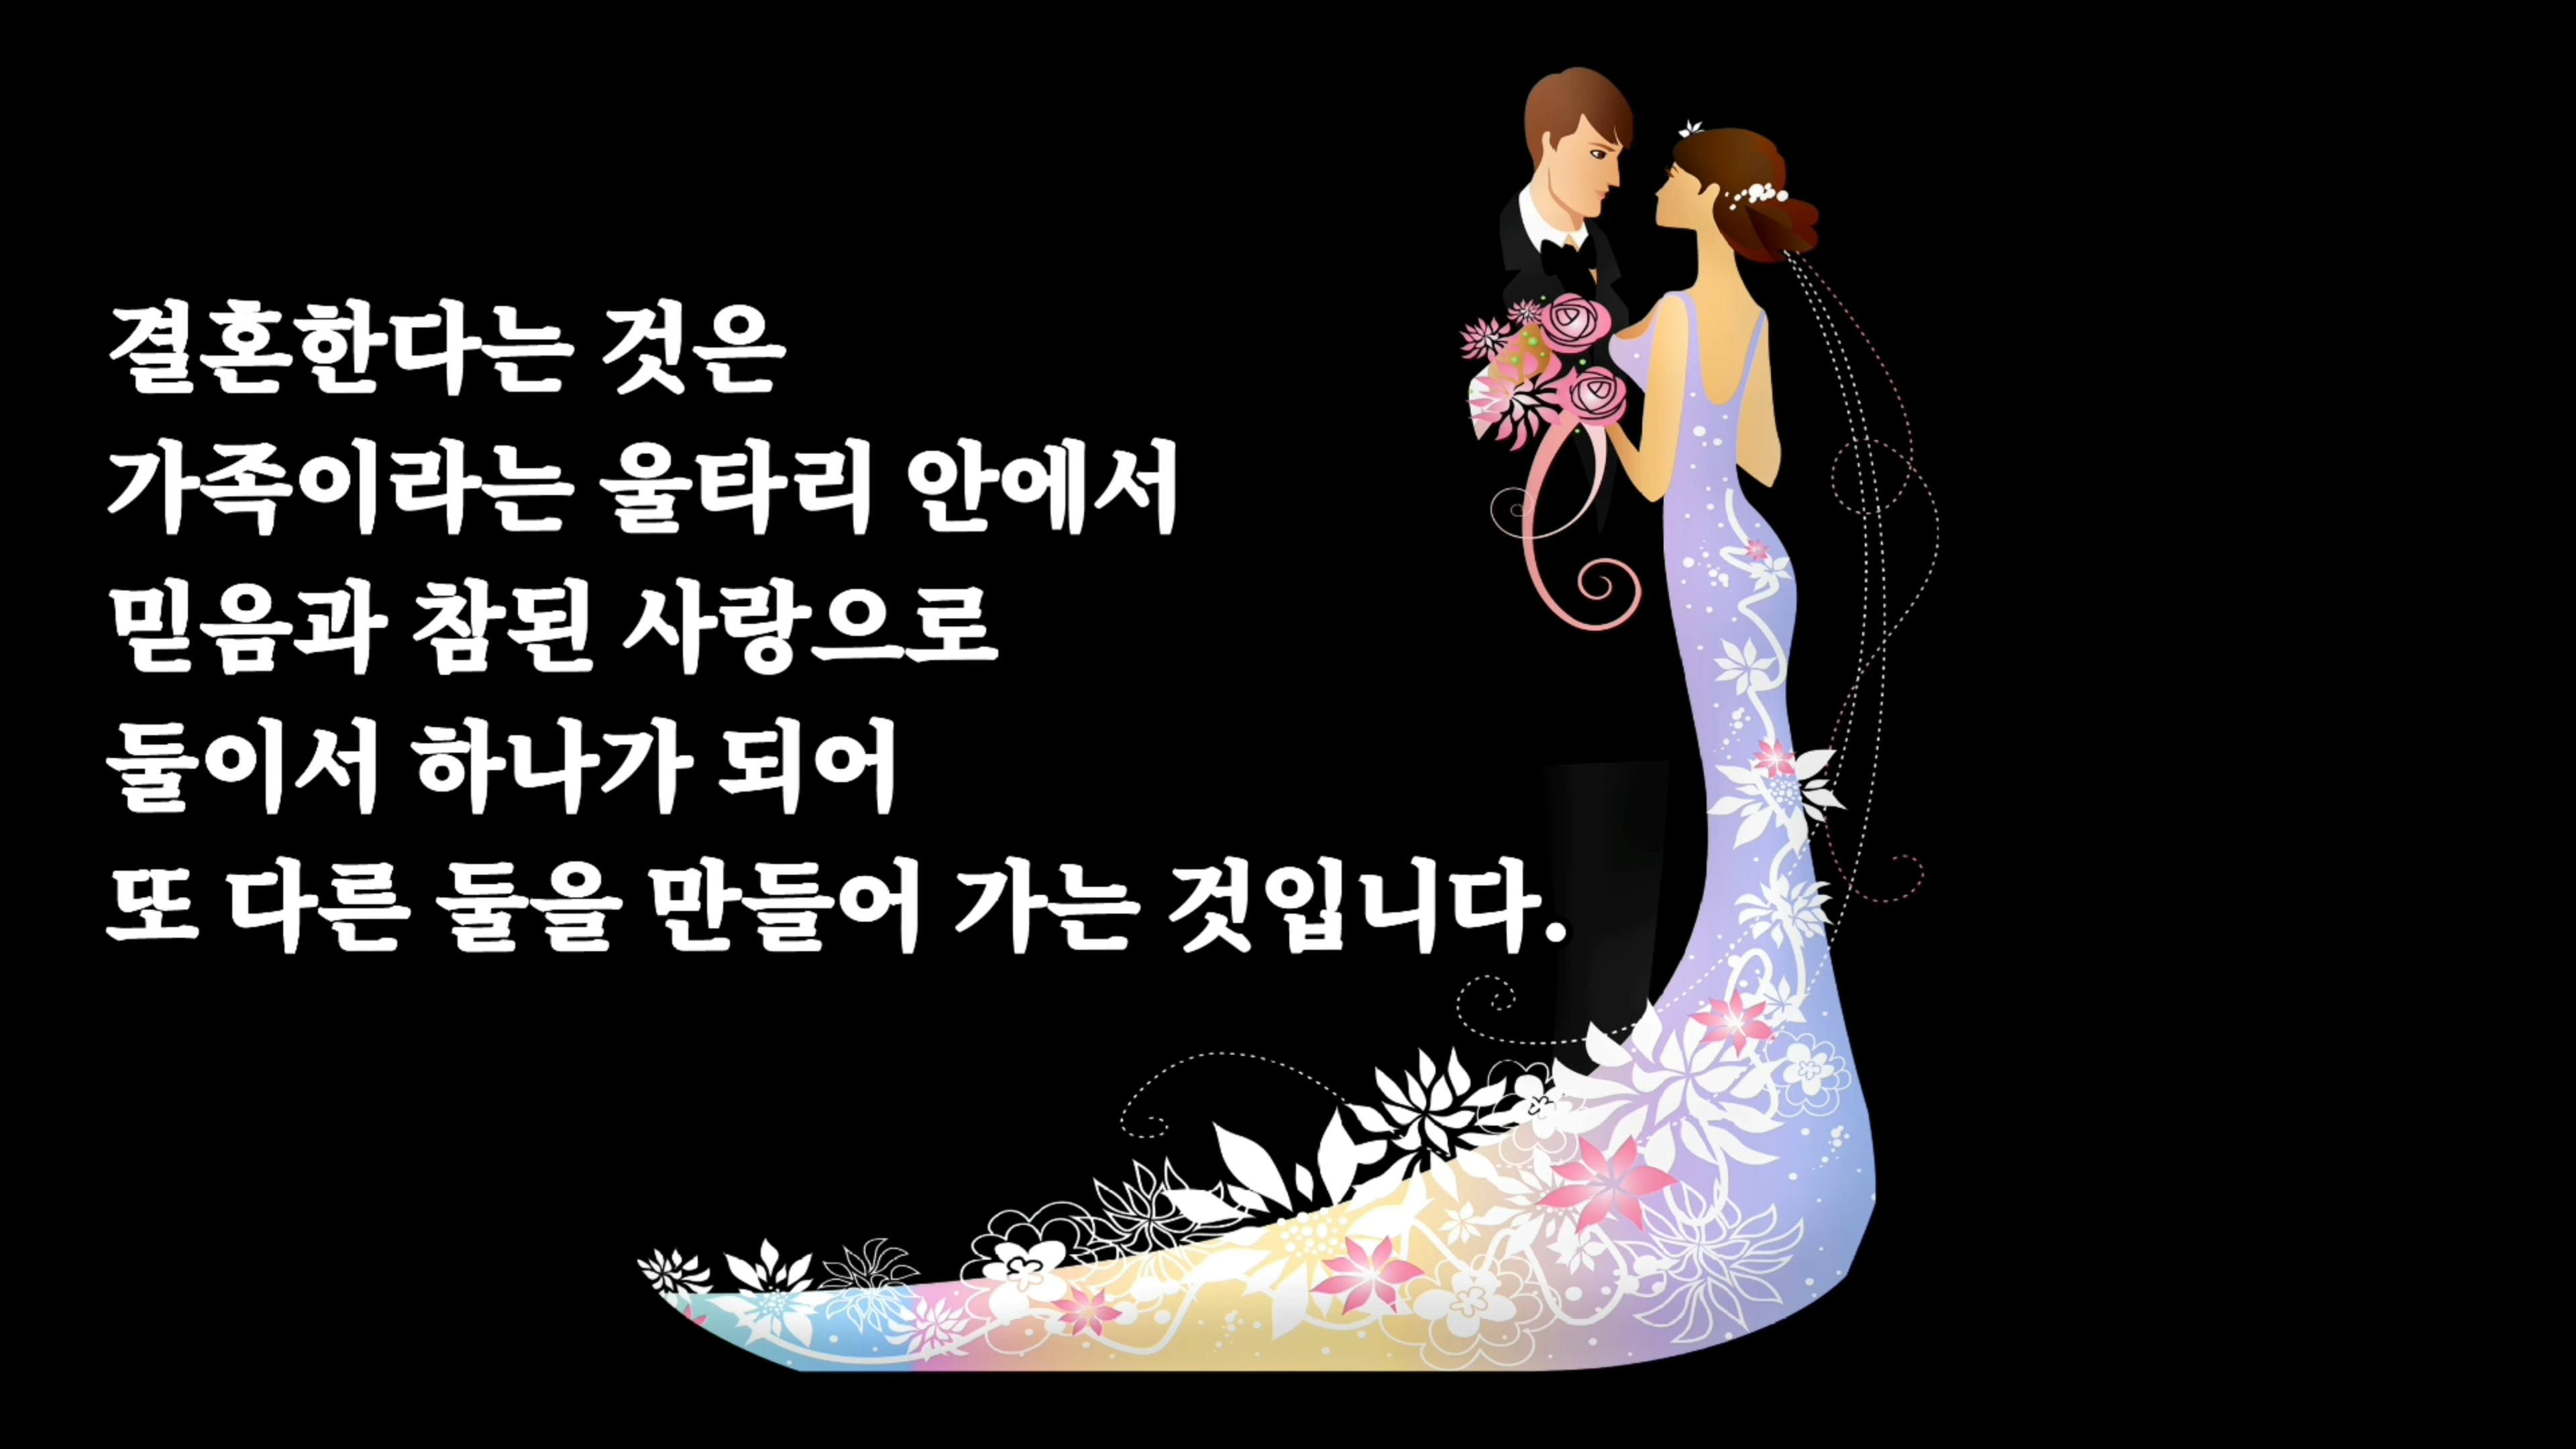 결혼한다는 것은
가족이라는 울타리 안에서
믿음과 참된 사랑으로
둘이서 하나가 되어
또 다른 둘을 만들어 가는 것입니다.